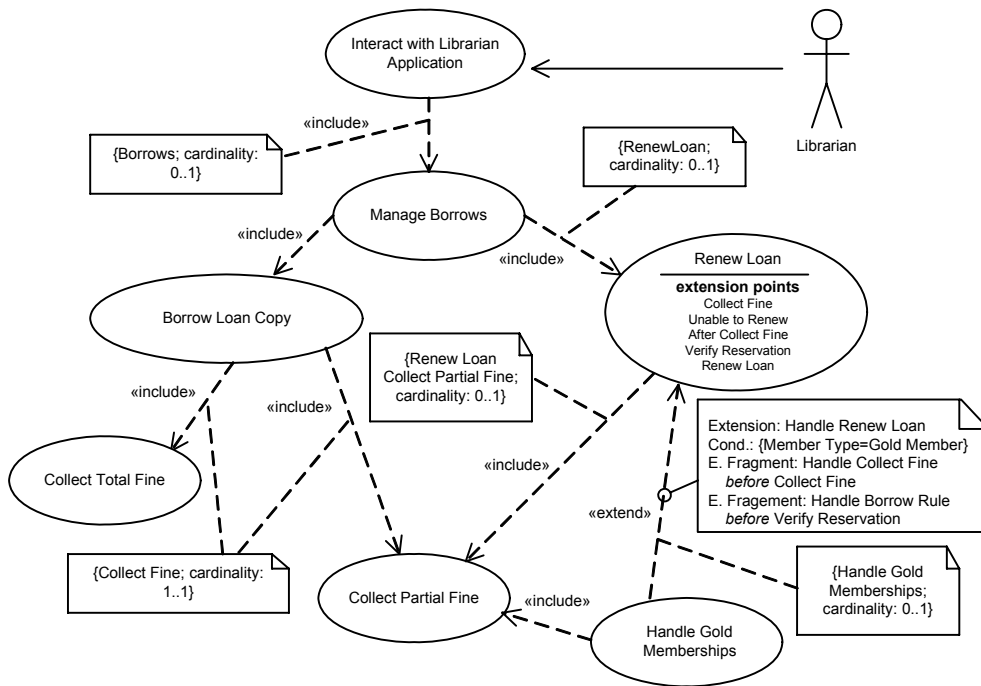 Interact with Librarian
Application
Librarian
«include»
{Borrows; cardinality:
0..1}
{RenewLoan;
cardinality: 0..1}
Manage Borrows
«include»
«include»
Renew Loan
extension points
Collect Fine
Unable to Renew
After Collect Fine
Verify Reservation
Renew Loan
Borrow Loan Copy
{Renew Loan
Collect Partial Fine;
cardinality: 0..1}
«include»
«include»
Extension: Handle Renew Loan
Cond.: {Member Type=Gold Member}
E. Fragment: Handle Collect Fine
before Collect Fine
E. Fragement: Handle Borrow Rule
before Verify Reservation
Collect Total Fine
«include»
«extend»
{Collect Fine; cardinality:
1..1}
{Handle Gold
Memberships;
cardinality: 0..1}
Collect Partial Fine
«include»
Handle Gold
Memberships